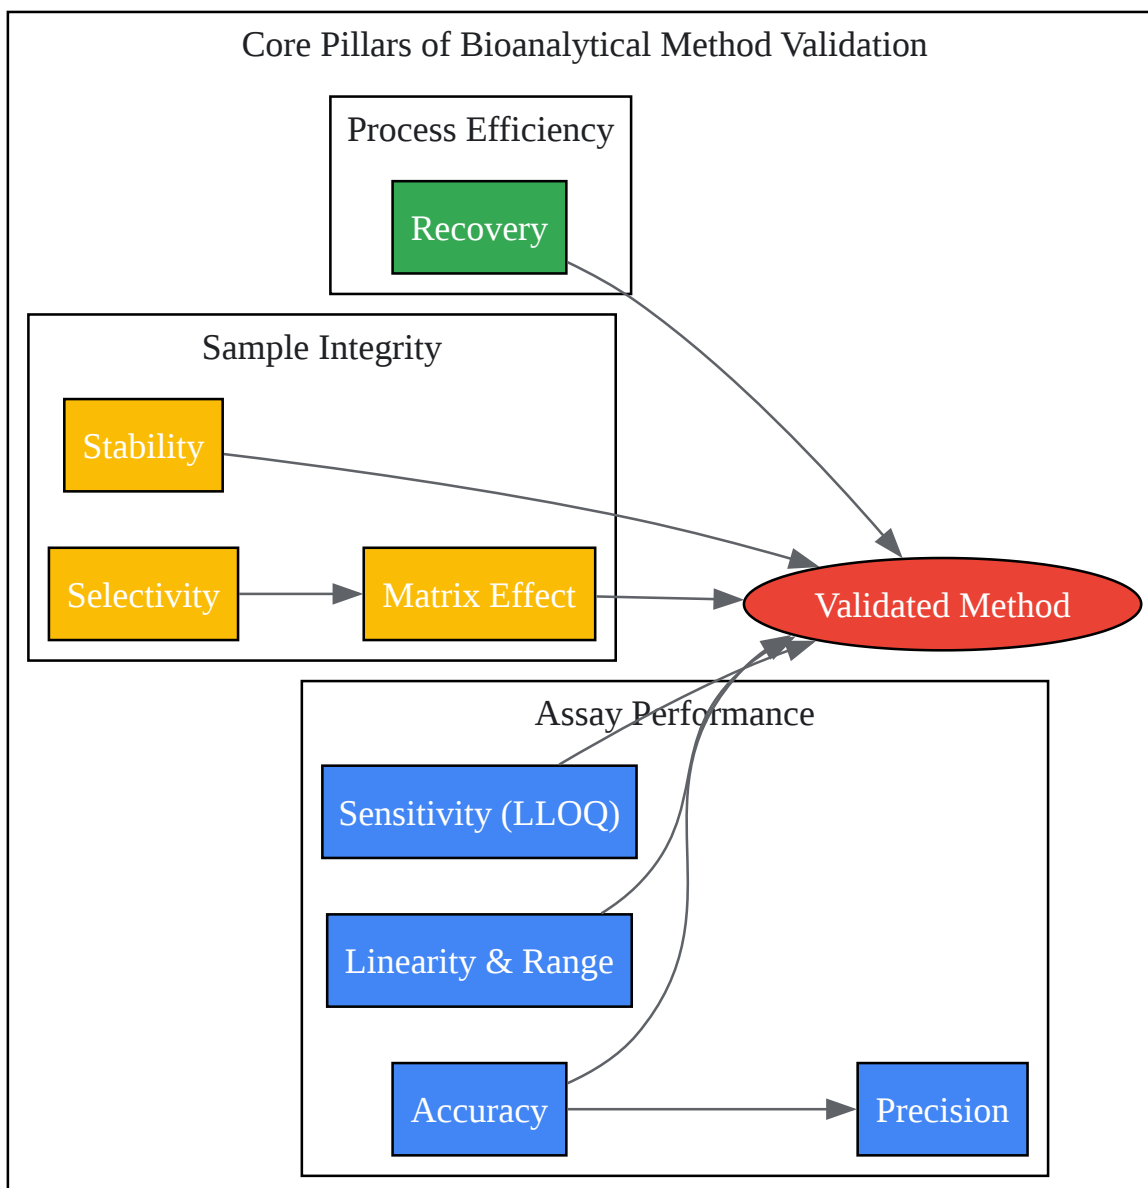 Core Pillars of Bioanalytical Method Validation
Process Efficiency
Recovery
Sample Integrity
Stability
Selectivity
Matrix Effect
Validated Method
Assay Performance
Sensitivity (LLOQ)
Linearity & Range
Accuracy
Precision